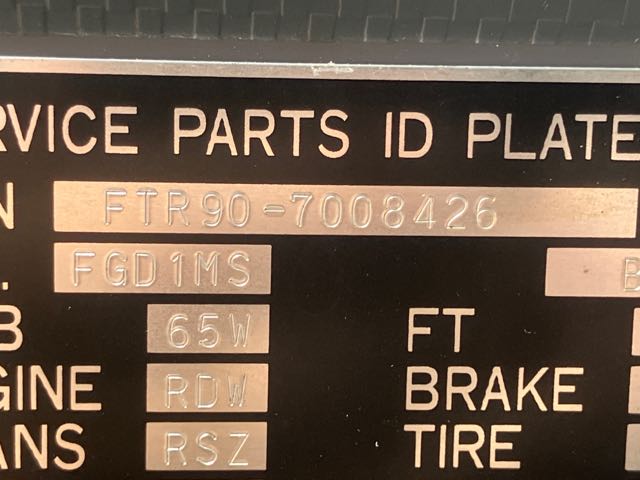 RVICE PARTS ID PLATE
N FTR90-7008426
. FGD1MS B
B 65W FT
GINE RDW BRAKE
ANS RSZ TIRE